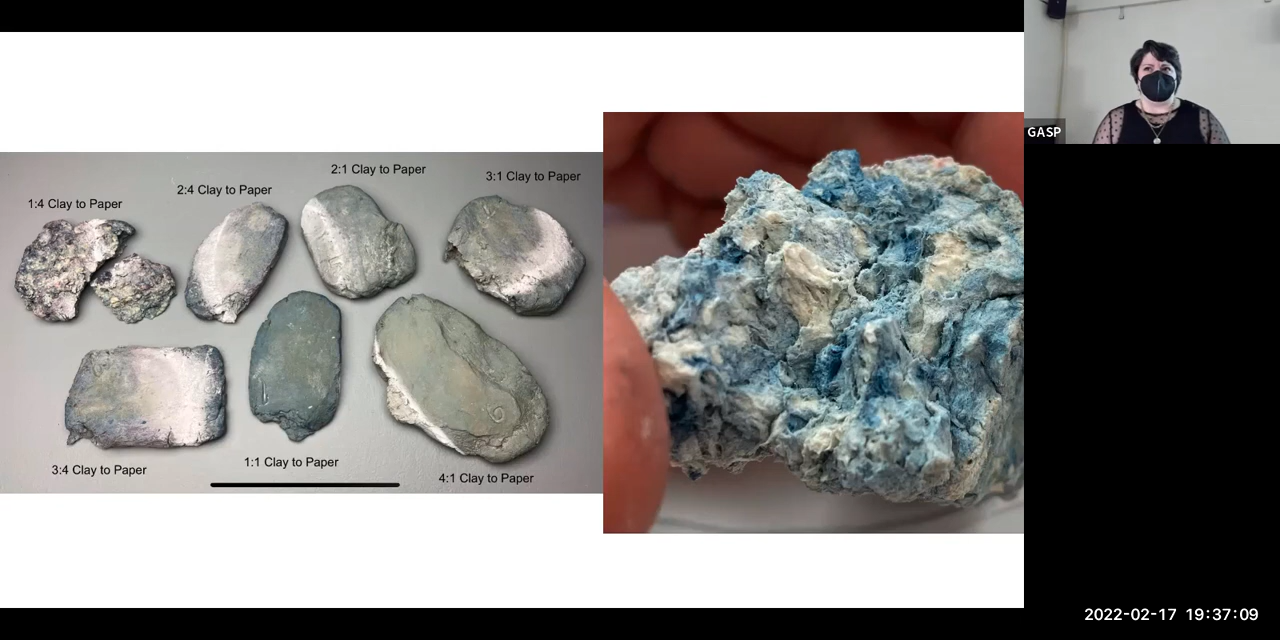 2:1 Clay to Paper
3:1 Clay to Paper
2:4 Clay to Paper
1:4 Clay to Paper
3:4 Clay to Paper
1:1 Clay to Paper
4:1 Clay to Paper
GASP
2022-02-17 19:37:09